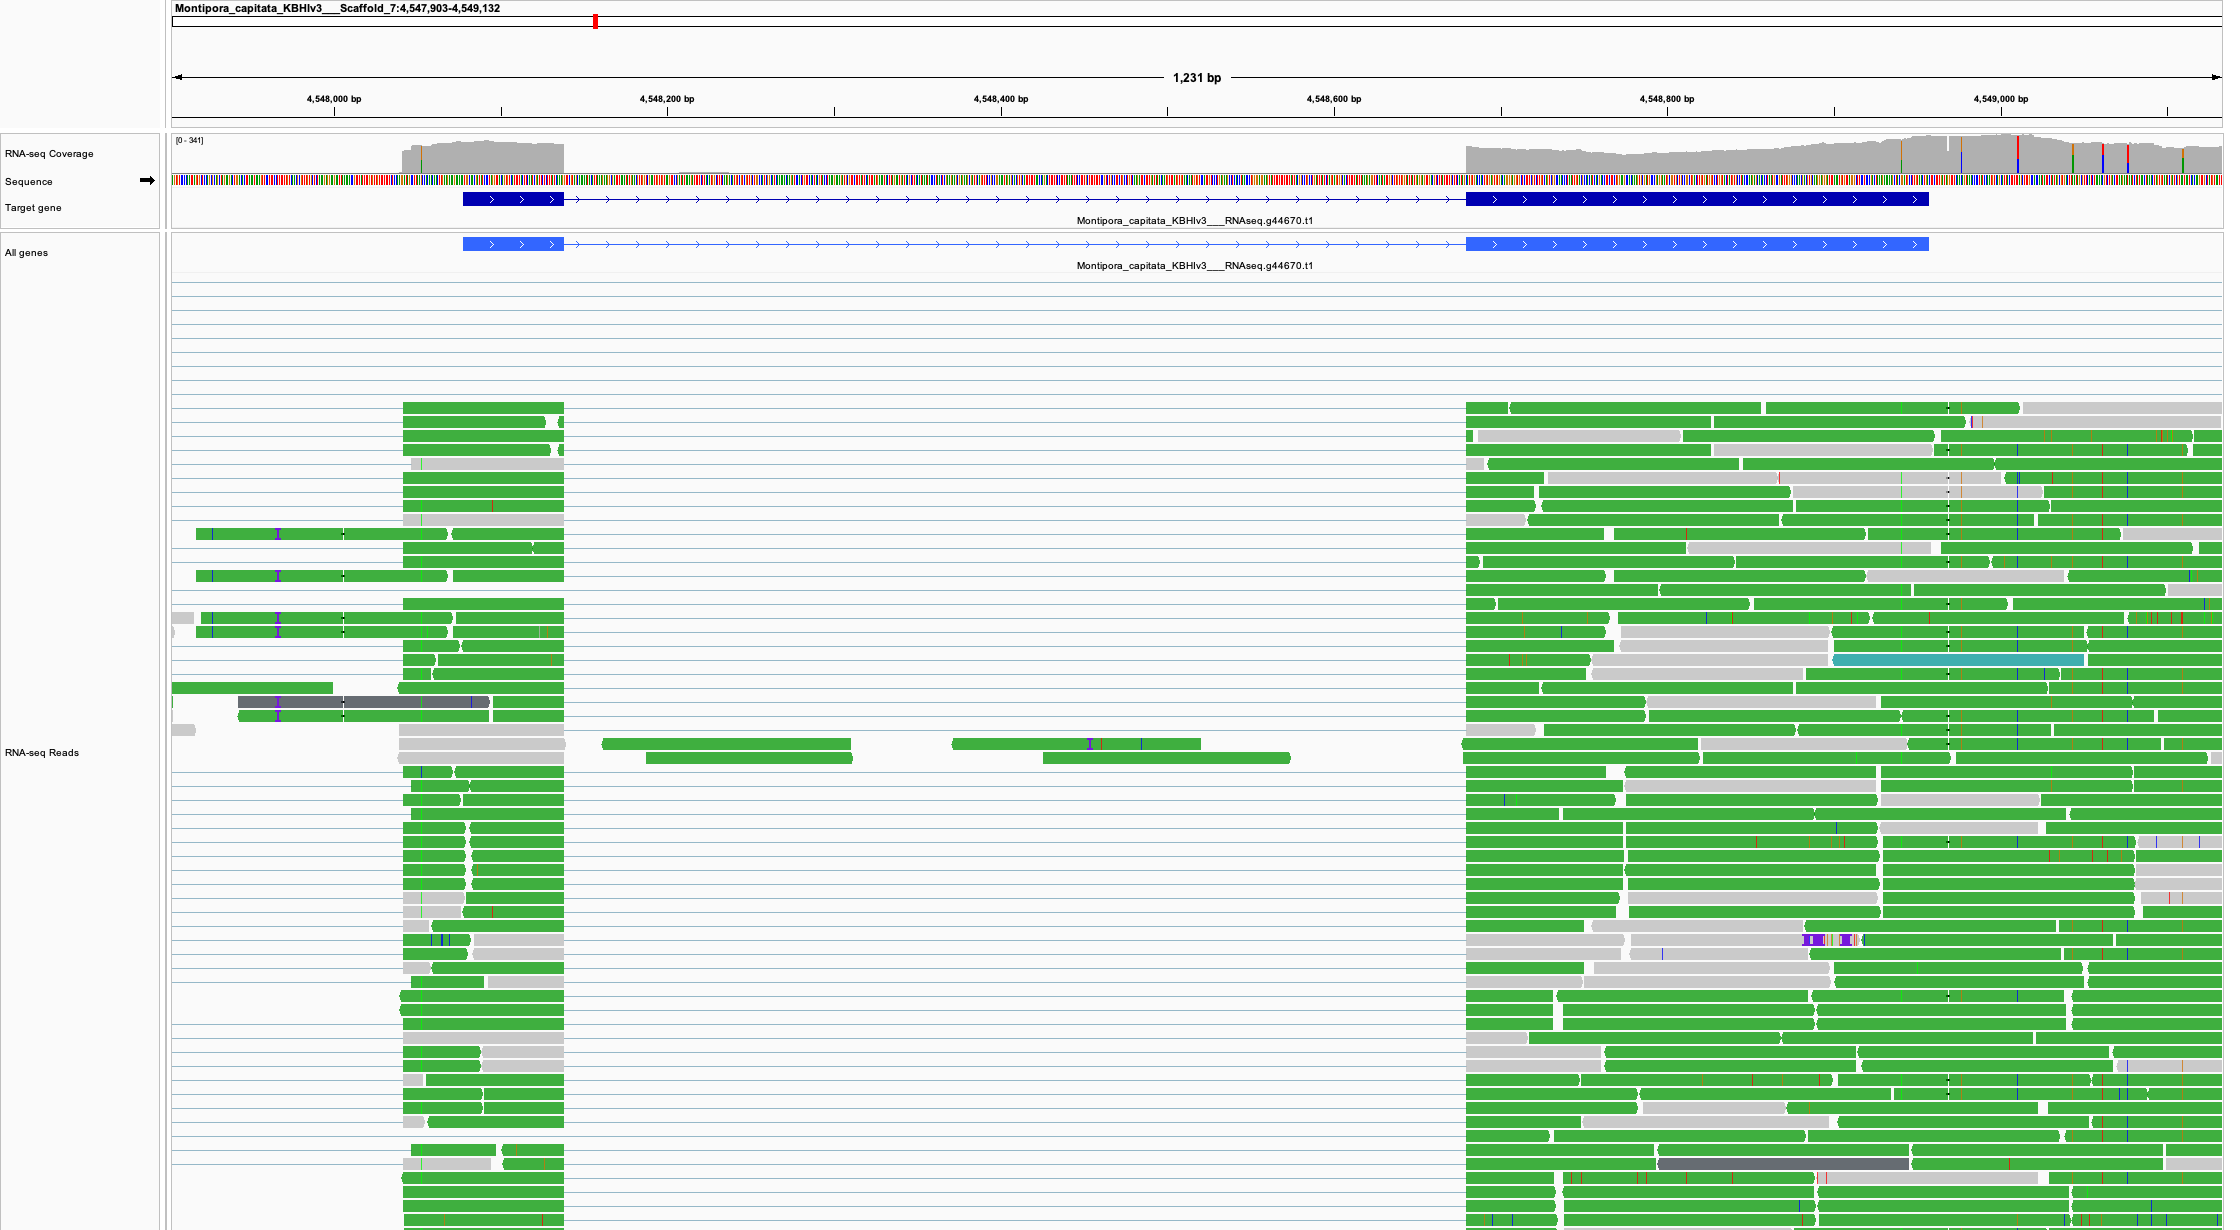 Montipora_capitata_KBHIv3___Scaffold_7:4,547,903-4,549,132
1,231 bp
4,548,000 bp 4,548,200 bp 4,548,400 bp 4,548,600 bp 4,548,800 bp 4,549,000 bp
[0 - 341]
RNA-seq Coverage
Sequence
Target gene
Montipora_capitata_KBHIv3___RNAseq.g44670.t1
All genes
Montipora_capitata_KBHIv3___RNAseq.g44670.t1
RNA-seq Reads